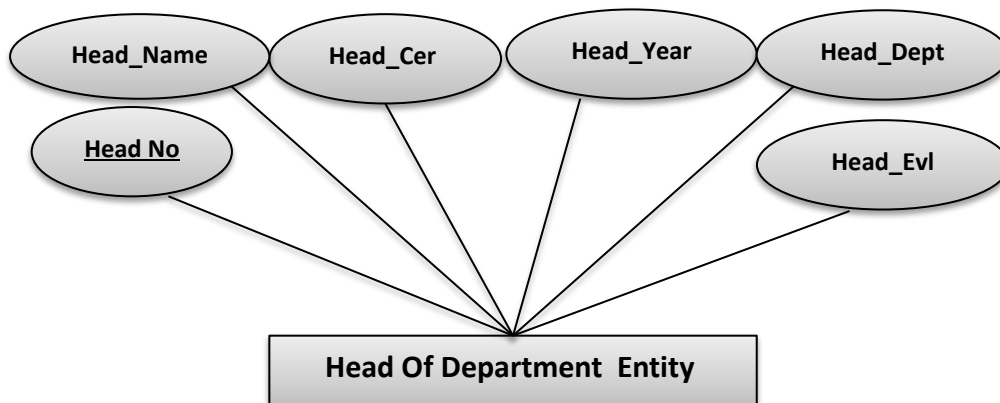 Head_Name
Head_Cer
Head_Year
Head_Dept
Head No
Head_Evl
Head Of Department  Entity